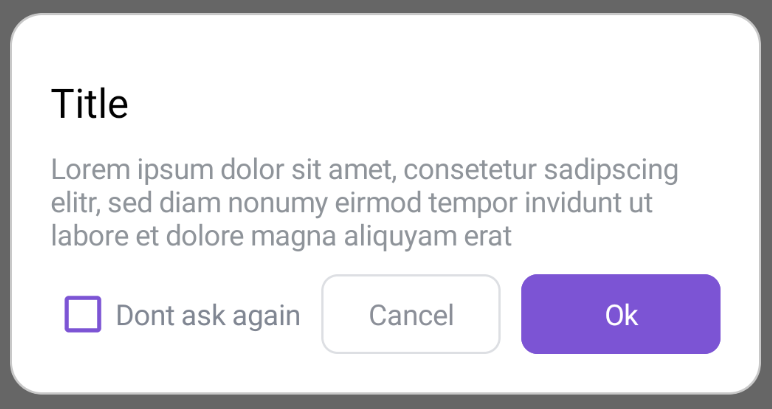 Title
Lorem ipsum dolor sit amet, consetetur sadipscing
elitr, sed diam nonumy eirmod tempor invidunt ut
labore et dolore magna aliquyam erat
Dont ask again Cancel Ok